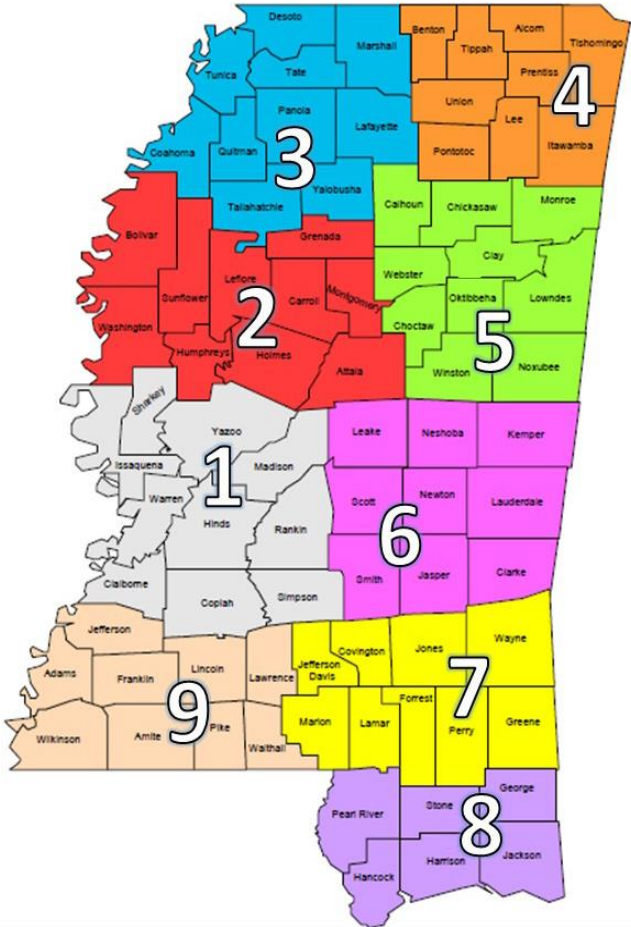 Desoto
Marshall
Benton
Tippah
Alcorn
Tishomingo
Tunica
Tate
Prentiss
Panola
Lafayette
Union
Lee
4
Coahoma
Quitman
3
Pontotoc
Itawamba
Tallahatchie
Yalobusha
Calhoun
Chickasaw
Monroe
Bolivar
Grenada
Clay
Webster
Sunflower
Leflore
Carroll
Montgomery
Oktibbeha
Lowndes
Washington
2
Choctaw
5
Humphreys
Holmes
Attala
Winston
Noxubee
Sharkey
Yazoo
Leake
Neshoba
Kemper
Issaquena
1
Madison
Warren
Scott
Newton
Lauderdale
Hinds
Rankin
6
Claiborne
Copiah
Simpson
Smith
Jasper
Clarke
Jefferson
Covington
Jones
Wayne
Adams
Franklin
Lincoln
Lawrence
Jefferson
Davis
7
9
Forrest
Wilkinson
Amite
Pike
Walthall
Marion
Lamar
Perry
Greene
Pearl River
Stone
George
8
Hancock
Harrison
Jackson